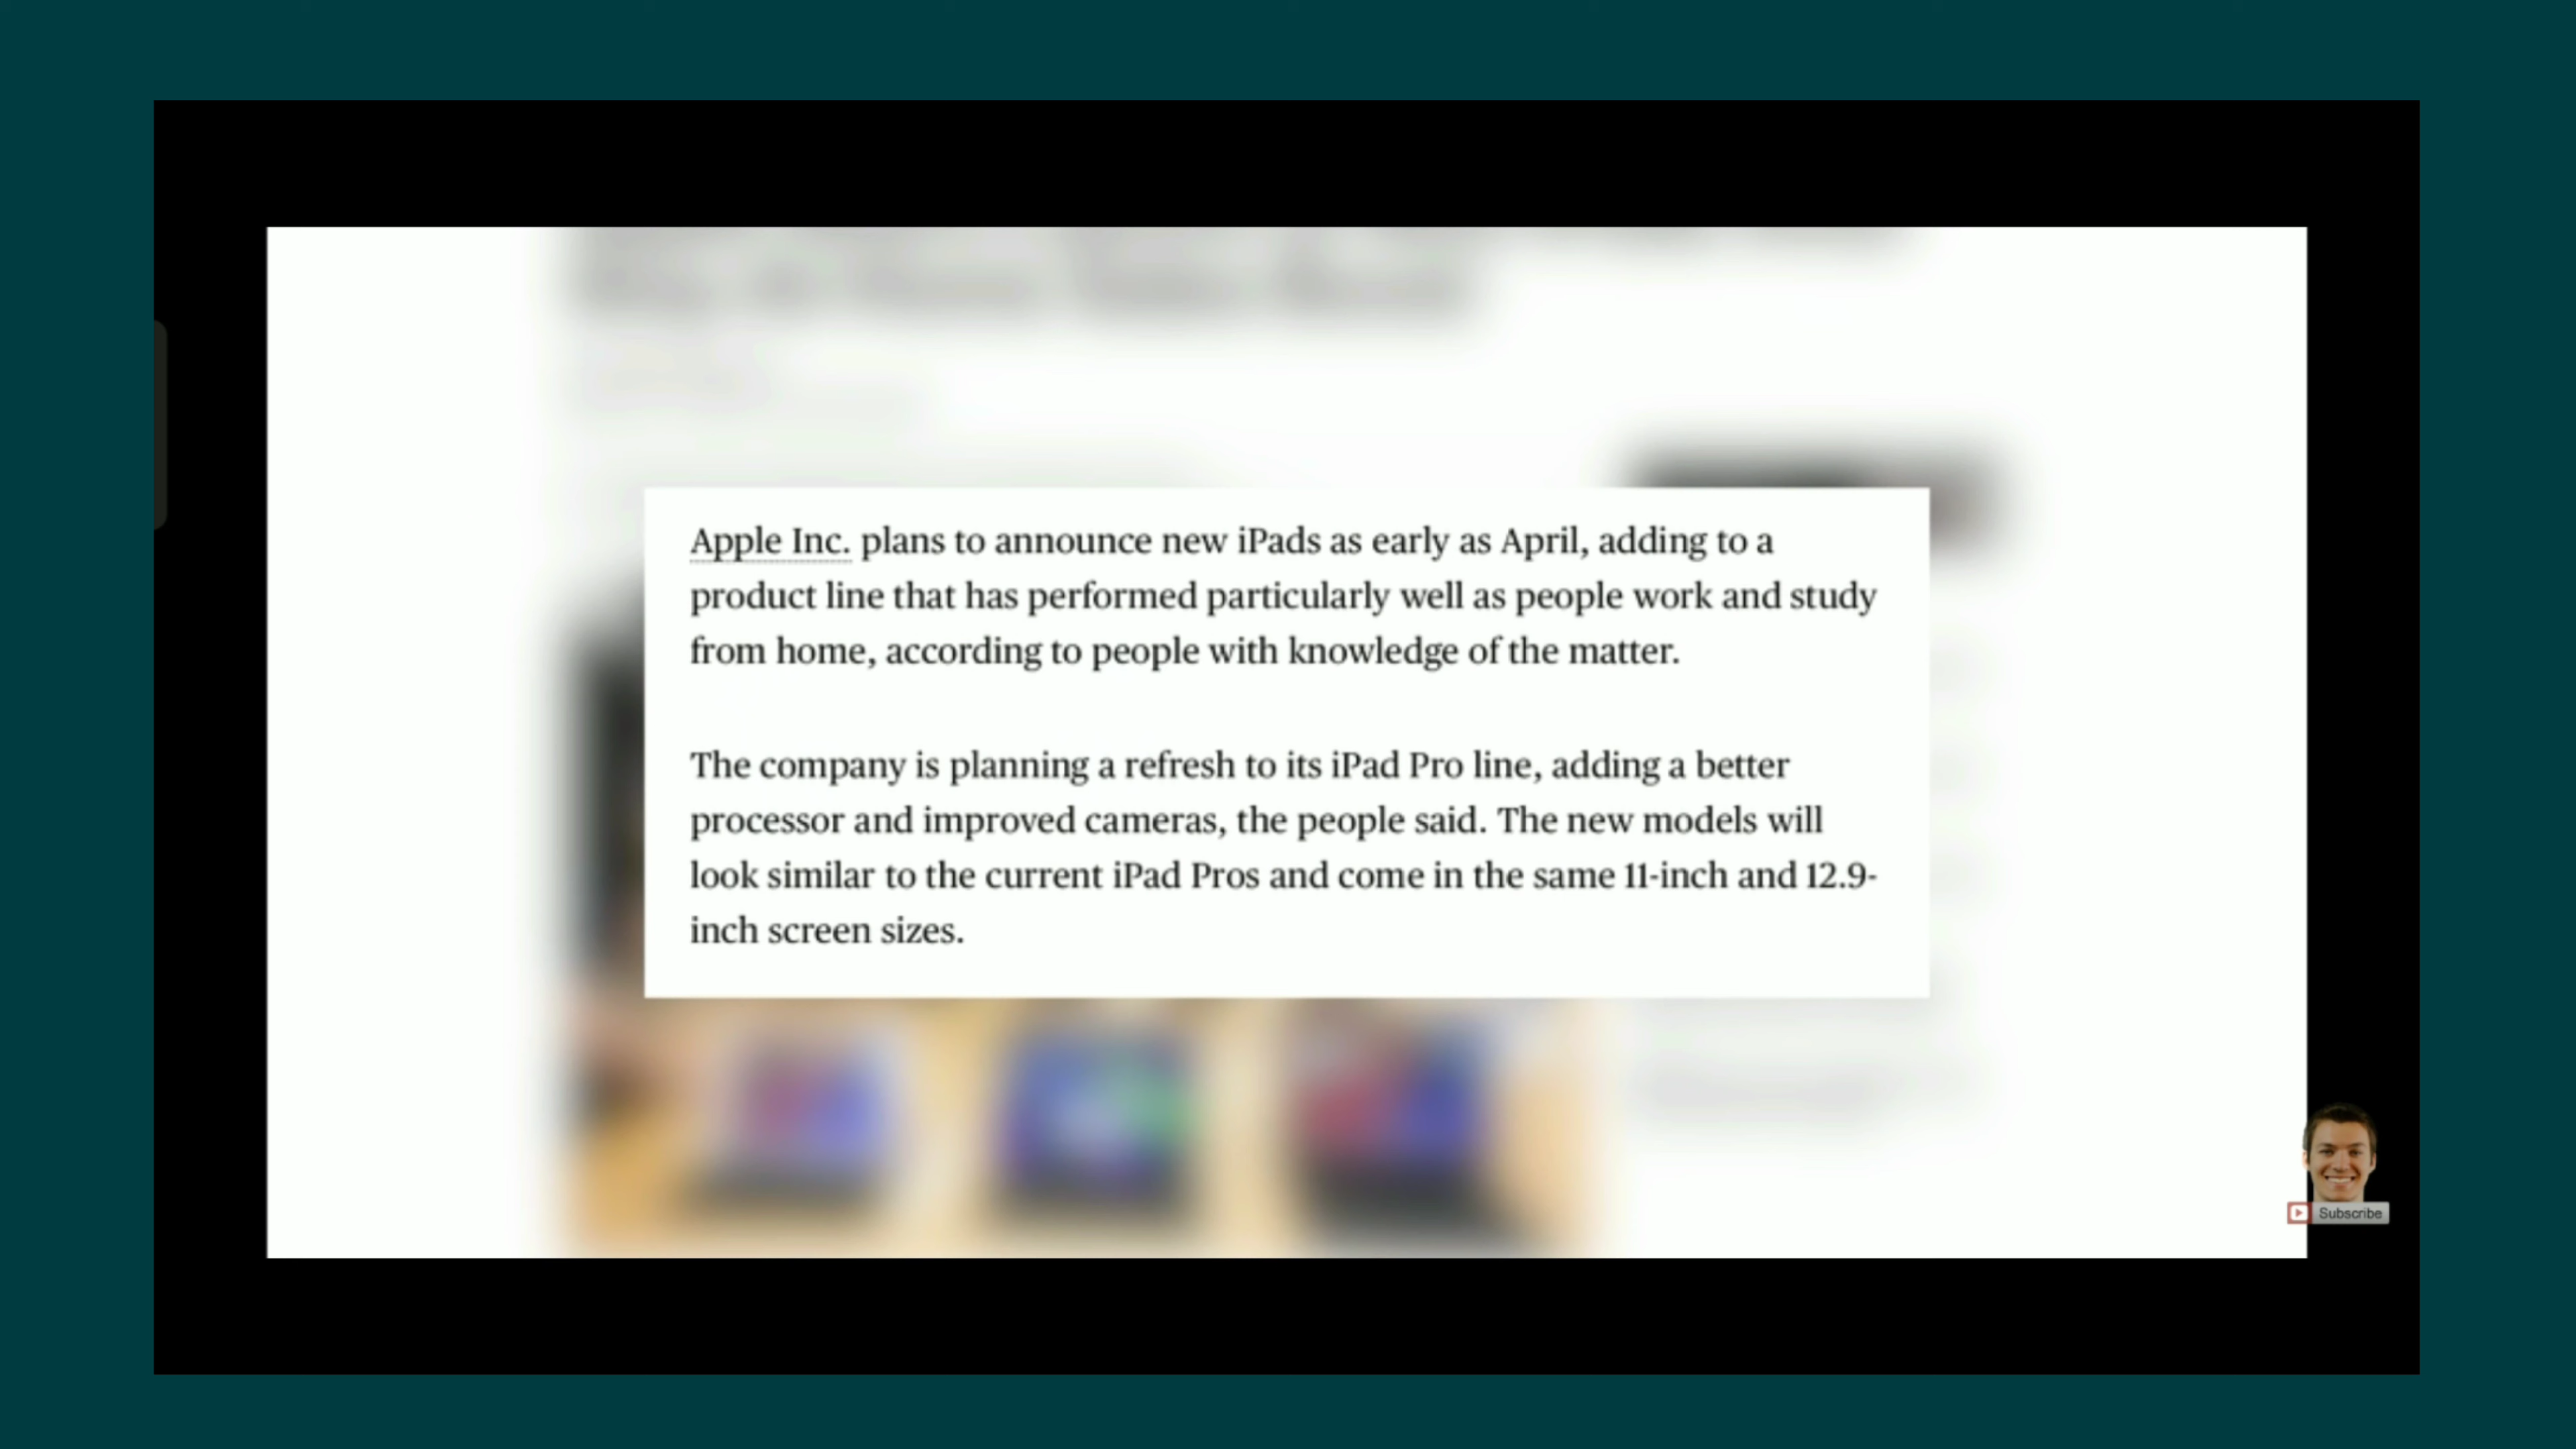 Apple Inc. plans to announce new iPads as early as April, adding to a
product line that has performed particularly well as people work and study
from home, according to people with knowledge of the matter.
The company is planning a refresh to its iPad Pro line, adding a better
processor and improved cameras, the people said. The new models will
look similar to the current iPad Pros and come in the same 11-inch and 12.9-
inch screen sizes.
Subscribe